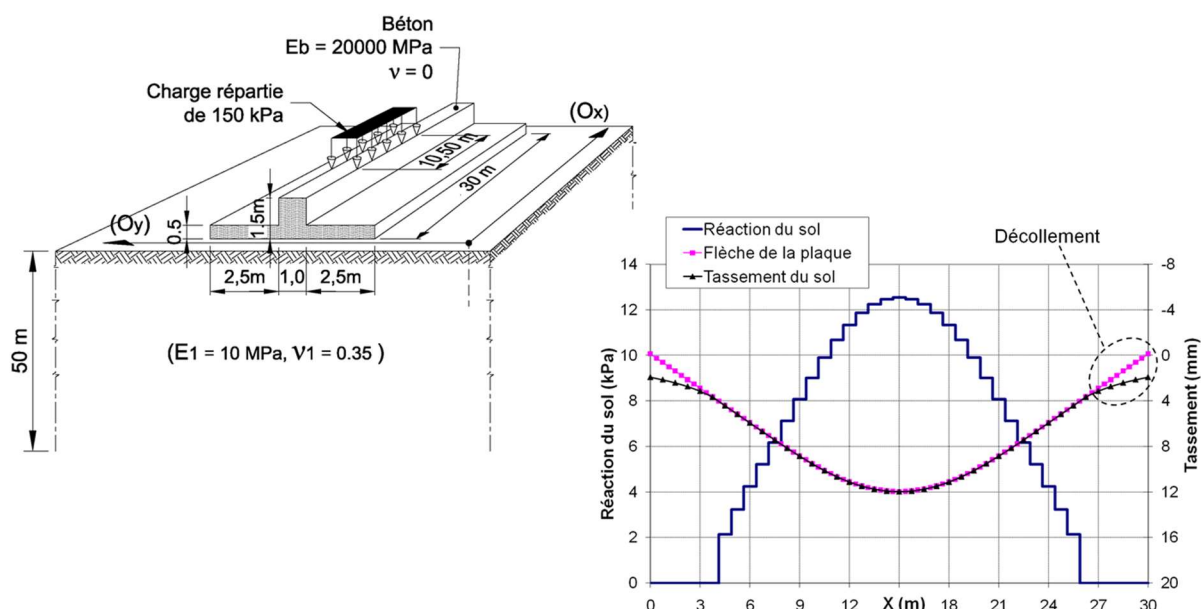 Béton
Eb = 20000 MPa
ν = 0
Charge répartie
de 150 kPa
(Ox)
10,50 m
30 m
1.5m
0.5
(Oy)
2,5m 1,0 2,5m
50 m
(E1 = 10 MPa, ν1 = 0.35 )
Réaction du sol
Flèche de la plaque
Tassement du sol
Décollement
Réaction du sol (kPa)
14
12
10
8
6
4
2
0
Tassement (mm)
-8
-4
0
4
8
12
16
20
0 3 6 9 12 15 18 21 24 27 30
X (m)